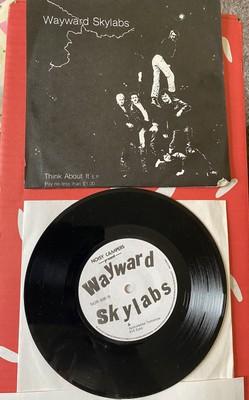 Wayward Skylabs
Think About It E.P.
Pay no less than £1.00
NOISY CAMPERS
Wayward
Skylabs